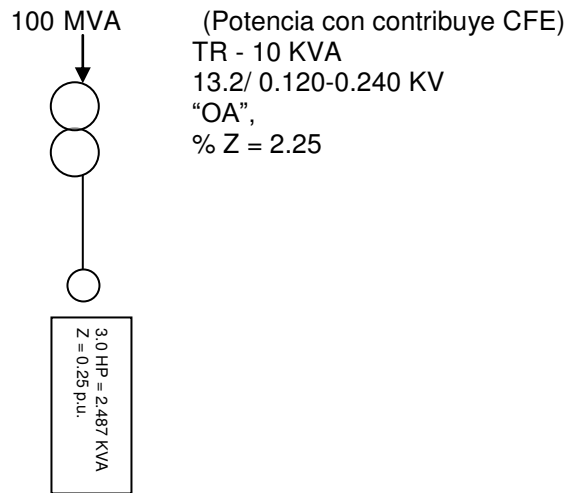 100 MVA (Potencia con contribuye CFE)
TR - 10 KVA
13.2/ 0.120-0.240 KV
“OA”,
% Z = 2.25
3.0 HP = 2.487 KVA
Z = 0.25 p.u.